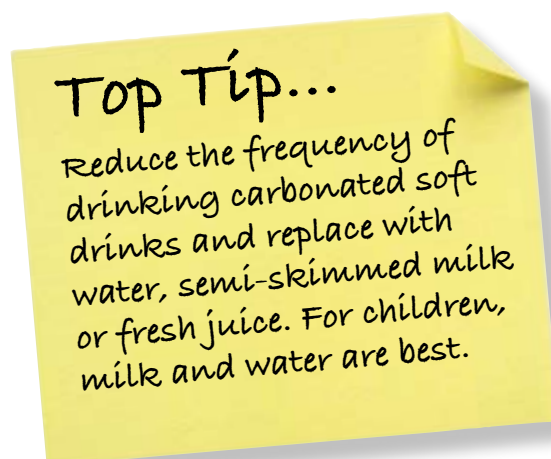 Top Tip...
Reduce the frequency of
drinking carbonated soft
drinks and replace with
water, semi-skimmed milk
or fresh juice. For children,
milk and water are best.